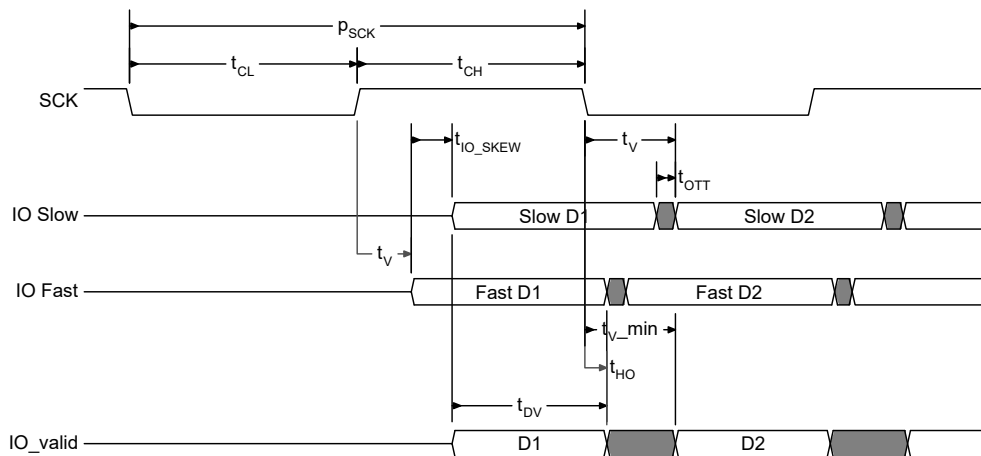 pSCK
tCL tCH
SCK
tIO_SKEW tV
tOTT
IO Slow Slow D1 Slow D2
tV
IO Fast Fast D1 Fast D2
tV_min
tHO
tDV
IO_valid D1 D2